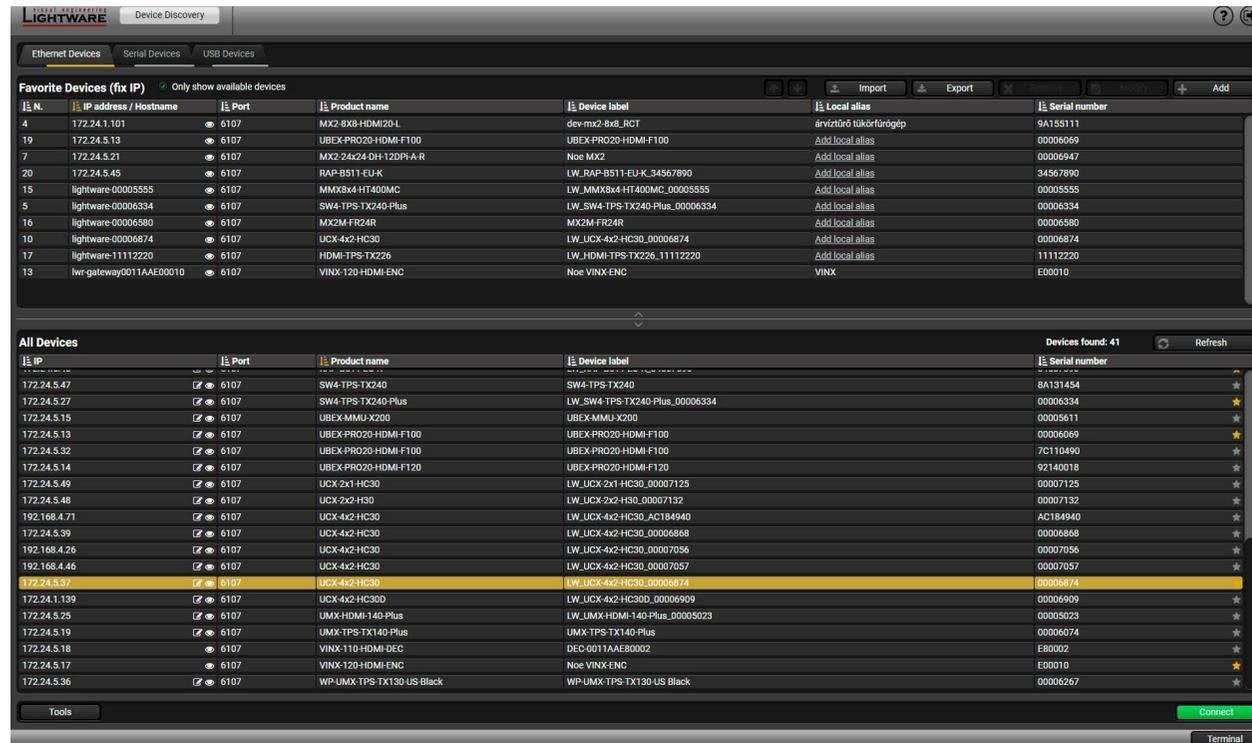 visual engineering
LIGHTWARE
Device Discovery
?
Ethernet Devices Serial Devices USB Devices
Favorite Devices (fix IP) Only show available devices Import Export Remove Modify Add
N. IP address / Hostname Port Product name Device label Local alias Serial number
4 172.24.1.101 6107 MX2-8X8-HDMI20-L dev-mx2-8x8_RCT árvíztűrő tükörfúrógép 9A155111
19 172.24.5.13 6107 UBEX-PRO20-HDMI-F100 UBEX-PRO20-HDMI-F100 Add local alias 00006069
7 172.24.5.21 6107 MX2-24x24-DH-12DPi-A-R Noe MX2 Add local alias 00006947
20 172.24.5.45 6107 RAP-B511-EU-K LW_RAP-B511-EU-K_34567890 Add local alias 34567890
15 lightware-00005555 6107 MMX8x4-HT400MC LW_MMX8x4-HT400MC_00005555 Add local alias 00005555
5 lightware-00006334 6107 SW4-TPS-TX240-Plus LW_SW4-TPS-TX240-Plus_00006334 Add local alias 00006334
16 lightware-00006580 6107 MX2M-FR24R MX2M-FR24R Add local alias 00006580
10 lightware-00006874 6107 UCX-4x2-HC30 LW_UCX-4x2-HC30_00006874 Add local alias 00006874
17 lightware-11112220 6107 HDMI-TPS-TX226 LW_HDMI-TPS-TX226_11112220 Add local alias 11112220
13 lwr-gateway0011AAE00010 6107 VINX-120-HDMI-ENC Noe VINX-ENC VINX E00010
All Devices Devices found: 41 Refresh
IP Port Product name Device label Serial number
172.24.5.47 6107 SW4-TPS-TX240 SW4-TPS-TX240 8A131454
172.24.5.27 6107 SW4-TPS-TX240-Plus LW_SW4-TPS-TX240-Plus_00006334 00006334
172.24.5.15 6107 UBEX-MMU-X200 UBEX-MMU-X200 00005611
172.24.5.13 6107 UBEX-PRO20-HDMI-F100 UBEX-PRO20-HDMI-F100 00006069
172.24.5.32 6107 UBEX-PRO20-HDMI-F100 UBEX-PRO20-HDMI-F100 7C110490
172.24.5.14 6107 UBEX-PRO20-HDMI-F120 UBEX-PRO20-HDMI-F120 92140018
172.24.5.49 6107 UCX-2x1-HC30 LW_UCX-2x1-HC30_00007125 00007125
172.24.5.48 6107 UCX-2x2-H30 LW_UCX-2x2-H30_00007132 00007132
192.168.4.71 6107 UCX-4x2-HC30 LW_UCX-4x2-HC30_AC184940 AC184940
172.24.5.39 6107 UCX-4x2-HC30 LW_UCX-4x2-HC30_00006868 00006868
192.168.4.26 6107 UCX-4x2-HC30 LW_UCX-4x2-HC30_00007056 00007056
192.168.4.46 6107 UCX-4x2-HC30 LW_UCX-4x2-HC30_00007057 00007057
172.24.5.37 6107 UCX-4x2-HC30 LW_UCX-4x2-HC30_00006874 00006874
172.24.1.139 6107 UCX-4x2-HC30D LW_UCX-4x2-HC30D_00006909 00006909
172.24.5.25 6107 UMX-HDMI-140-Plus LW_UMX-HDMI-140-Plus_00005023 00005023
172.24.5.19 6107 UMX-TPS-TX140-Plus UMX-TPS-TX140-Plus 00006074
172.24.5.18 6107 VINX-110-HDMI-DEC DEC-0011AAE80002 E80002
172.24.5.17 6107 VINX-120-HDMI-ENC Noe VINX-ENC E00010
172.24.5.36 6107 WP-UMX-TPS-TX130-US-Black WP-UMX-TPS-TX130-US Black 00006267
Tools Connect
Terminal